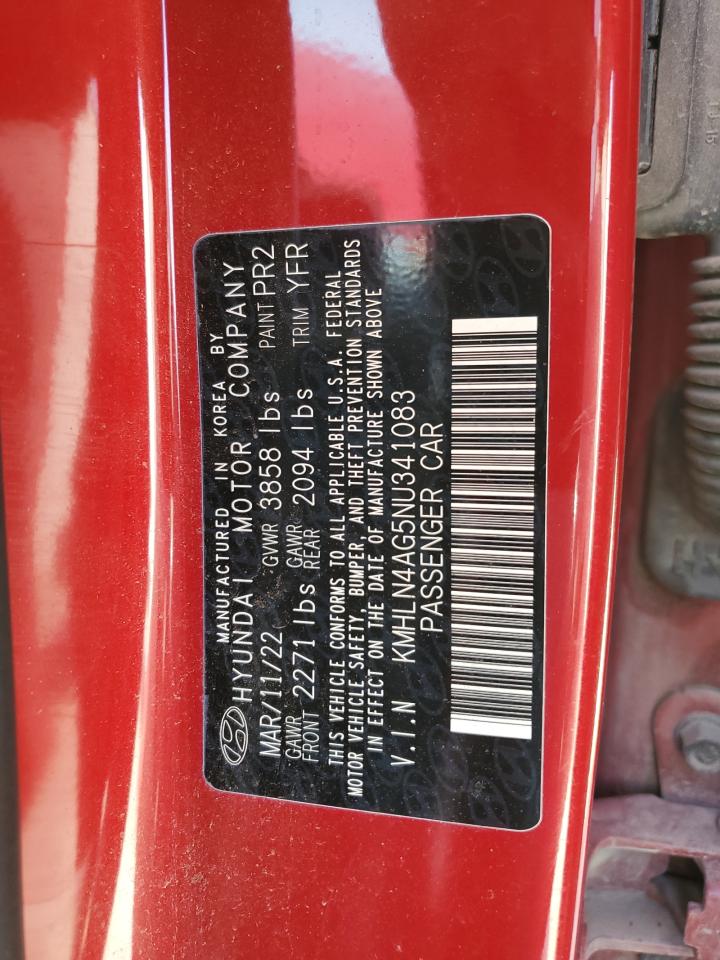 MANUFACTURED IN KOREA BY
HYUNDAI MOTOR COMPANY
MAR/11/22 GVWR 3858 lbs PAINT PR2
GAWR FRONT 2271 lbs GAWR REAR 2094 lbs TRIM YFR
THIS VEHICLE CONFORMS TO ALL APPLICABLE U.S.A. FEDERAL
MOTOR VEHICLE SAFETY, BUMPER, AND THEFT PREVENTION STANDARDS
IN EFFECT ON THE DATE OF MANUFACTURE SHOWN ABOVE
V.I.N KMHLN4AG5NU341083
PASSENGER CAR